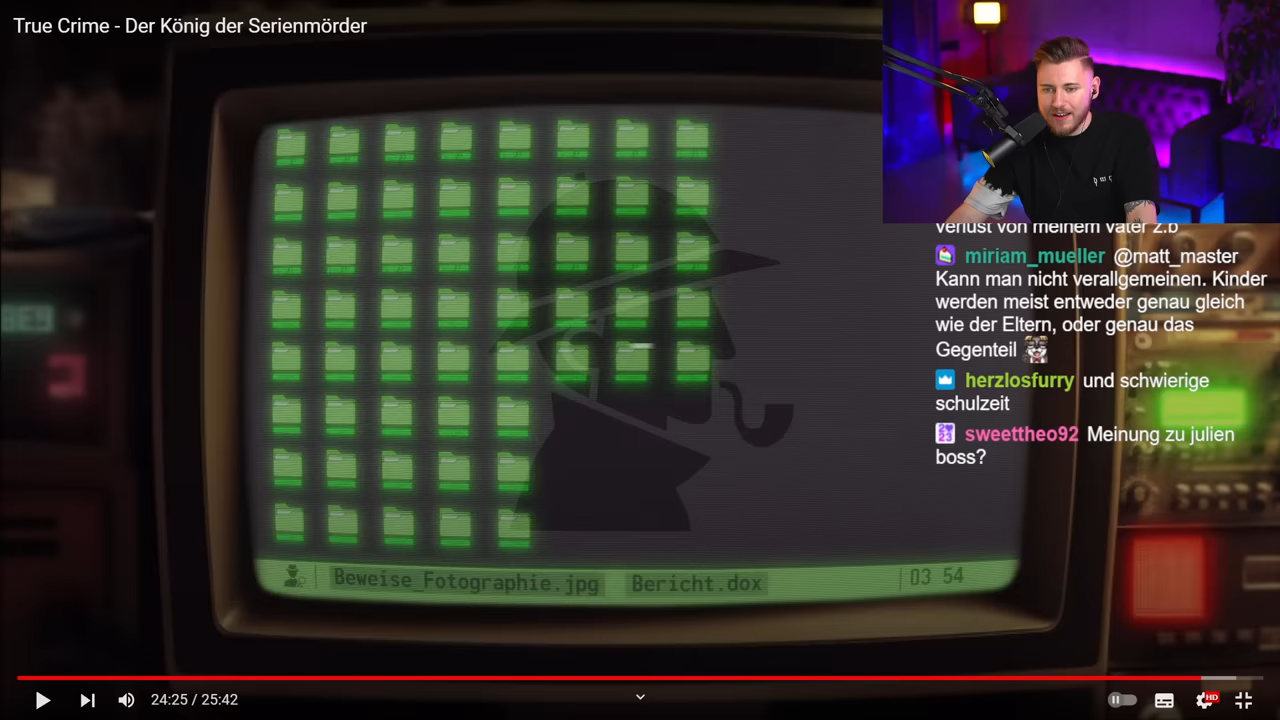 True Crime - Der König der Serienmörder
verlust von meinem vater z.b
miriam_mueller @matt_master
Kann man nicht verallgemeinen. Kinder
werden meist entweder genau gleich
wie der Eltern, oder genau das
Gegenteil
herzlosfurry und schwierige
schulzeit
sweettheo92 Meinung zu julien
boss?
Beweise_Fotographie.jpg Bericht.dox 03 54
24:25 / 25:42
HD